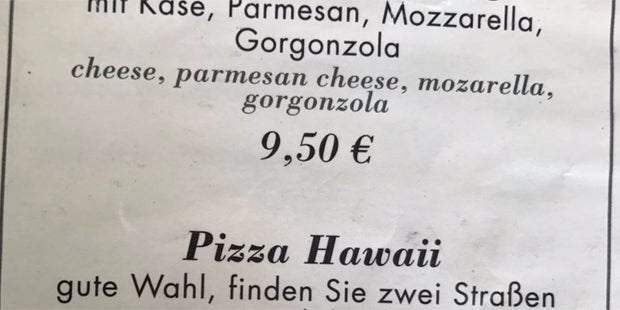 mit Käse, Parmesan, Mozzarella,
Gorgonzola
cheese, parmesan cheese, mozarella,
gorgonzola
9,50 €
Pizza Hawaii
gute Wahl, finden Sie zwei Straßen